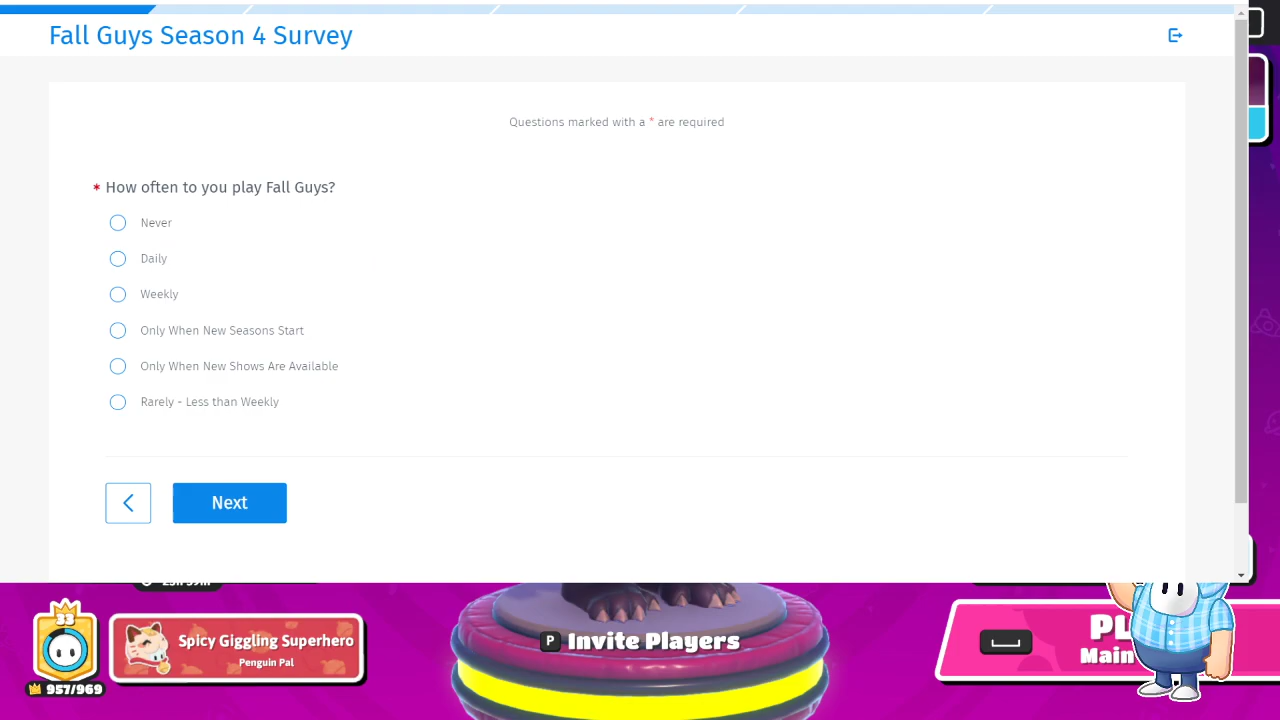 Fall Guys Season 4 Survey
Questions marked with a * are required
* How often to you play Fall Guys?
Never
Daily
Weekly
Only When New Seasons Start
Only When New Shows Are Available
Rarely - Less than Weekly
Next
33
957/969
Spicy Giggling Superhero
Penguin Pal
P Invite Players
Main